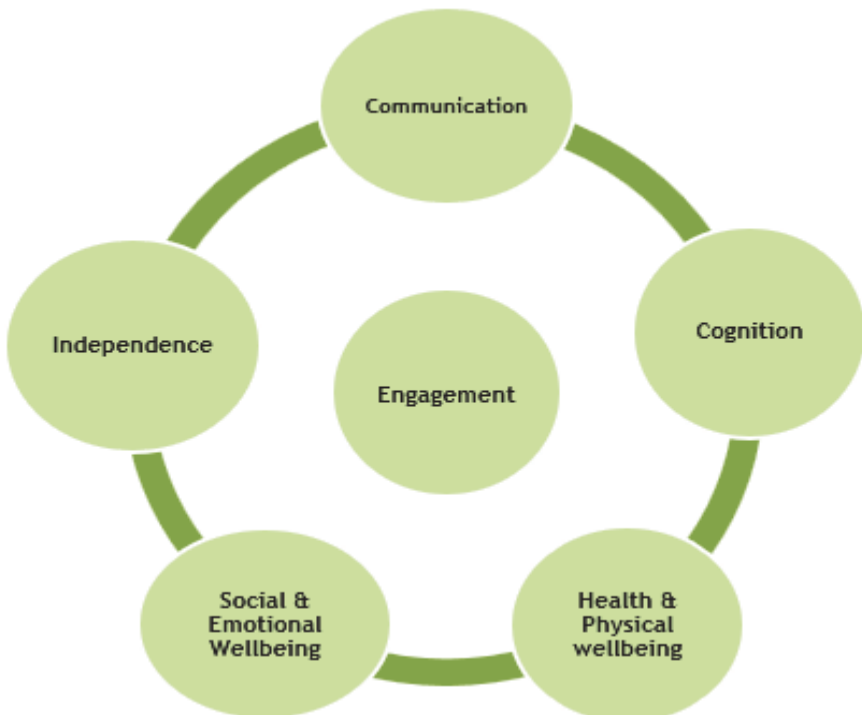 Communication
Cognition
Independence
Engagement
Social &
Emotional
Wellbeing
Health &
Physical
wellbeing